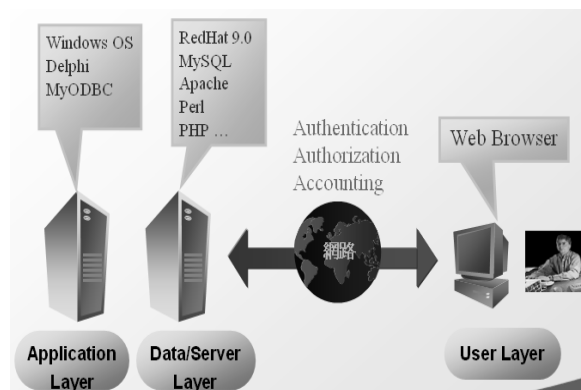 Windows OS
Delphi
MyODBC
RedHat 9.0
MySQL
Apache
Perl
PHP ...
Authentication
Authorization
Accounting
Web Browser
網路
Application
Layer
Data/Server
Layer
User Layer